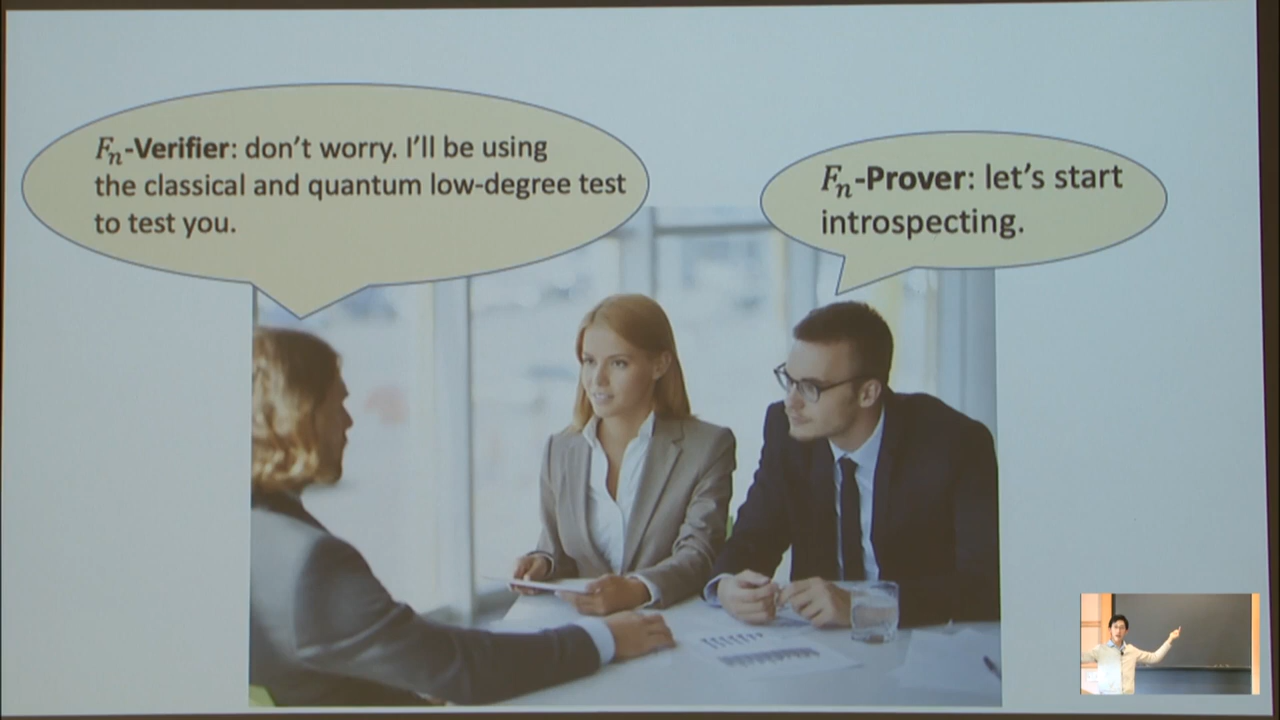 Fₙ-Verifier: don’t worry. I’ll be using
the classical and quantum low-degree test
to test you.
Fₙ-Prover: let’s start
introspecting.